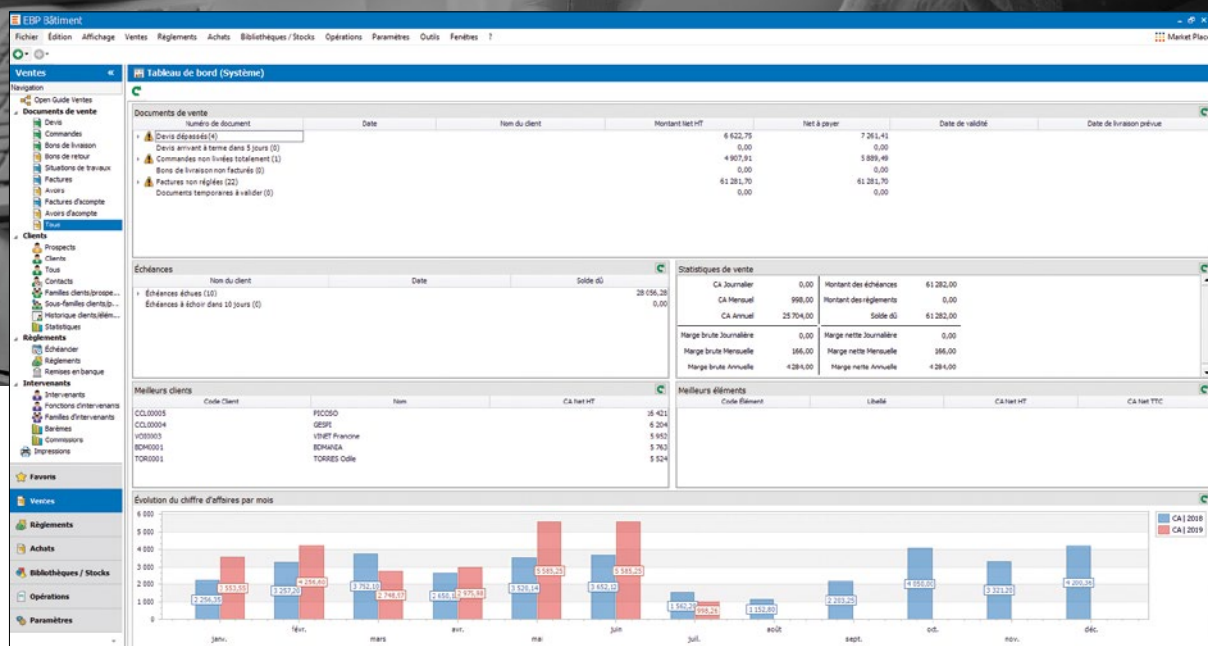 EBP Bâtiment
Fichier Édition Affichage Ventes Règlements Achats Bibliothèques / Stocks Opérations Paramètres Outils Fenêtres ? Market Place
Ventes «
Navigation
Open Guide Ventes
Documents de vente
Devis
Commandes
Bons de livraison
Bons de retour
Situations de travaux
Factures
Avoirs
Factures d'acompte
Avoirs d'acompte
Tous
Clients
Prospects
Clients
Tous
Contacts
Familles clients/prospe...
Sous-familles clients/p...
Historique clients/élém...
Statistiques
Règlements
Échéancier
Règlements
Remises en banque
Intervenants
Intervenants
Fonctions d'intervenants
Familles d'intervenants
Barèmes
Commissions
Impressions
Favoris
Ventes
Règlements
Achats
Bibliothèques / Stocks
Opérations
Paramètres
Tableau de bord (Système)
Documents de vente
Numéro de document Date Nom du client Montant Net HT Net à payer Date de validité Date de livraison prévue
Devis dépassés (4) 6 622,75 7 261,41
Devis arrivant à terme dans 5 jours (0) 0,00 0,00
Commandes non livrées totalement (1) 4 907,91 5 889,49
Bons de livraison non facturés (0) 0,00 0,00
Factures non réglées (22) 61 281,70 61 281,70
Documents temporaires à valider (0) 0,00 0,00
Échéances
Nom du client Date Solde dû
Échéances échues (10) 28 056,28
Échéances à échoir dans 10 jours (0) 0,00
Statistiques de vente
CA Journalier 0,00 Montant des échéances 61 282,00
CA Mensuel 998,00 Montant des règlements 0,00
CA Annuel 25 704,00 Solde dû 61 282,00
Marge brute Journalière 0,00 Marge nette Journalière 0,00
Marge brute Mensuelle 166,00 Marge nette Mensuelle 166,00
Marge brute Annuelle 4 284,00 Marge nette Annuelle 4 284,00
Meilleurs clients
Code Client Nom CA Net HT
CCL00005 PICOSO 16 421
CCL00004 GESPI 6 204
VOI0003 VINET Francine 5 952
BDM0001 BDMANIA 5 763
TOR0001 TORRES Odile 5 524
Meilleurs éléments
Code Élément Libellé CA Net HT CA Net TTC
Évolution du chiffre d'affaires par mois
CA | 2018
CA | 2019
6 000
5 000
4 000
3 000
2 000
1 000
0
2 256,35 3 553,55 3 257,20 4 256,60 3 752,10 2 748,57 2 650,1 2 975,98 3 520,14 5 585,25 3 652,12 5 585,25 1 562,20 998,26 1 152,80 2 203,25 4 050,00 3 321,20 4 200,36
janv. févr. mars avr. mai juin juil. août sept. oct. nov. déc.